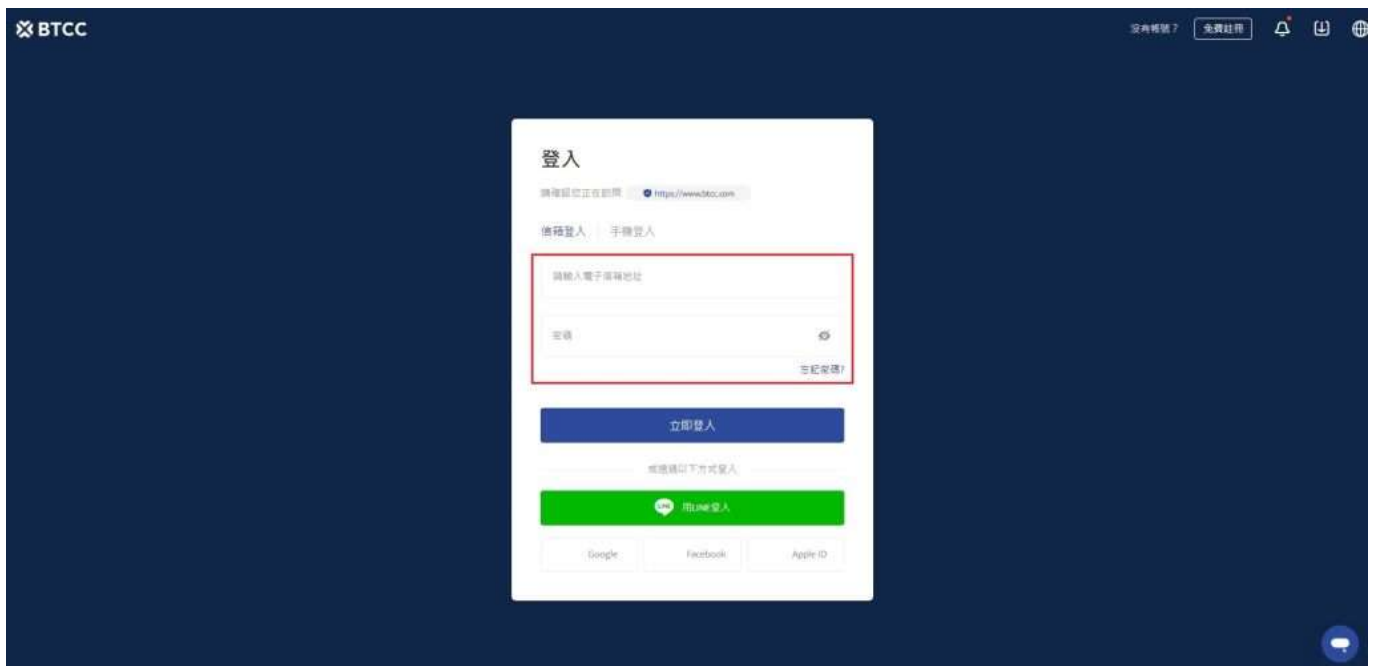 BTCC
沒有帳號？ 免費註冊
登入
請確認您正在訪問 https://www.btcc.com
信箱登入 手機登入
請輸入電子信箱地址
密碼
忘記密碼?
立即登入
或透過以下方式登入
LINE 用LINE登入
Google Facebook Apple ID